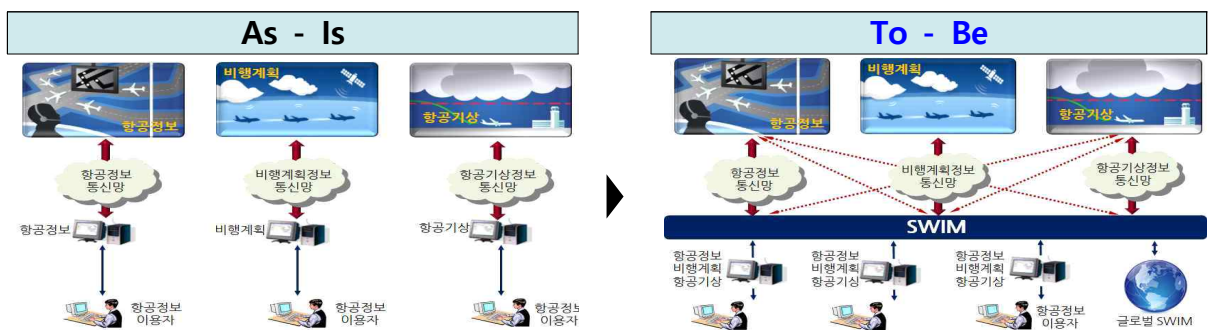 As - Is
항공정보
비행계획
항공기상
항공정보
통신망
비행계획정보
통신망
항공기상정보
통신망
항공정보
비행계획
항공기상
항공정보
이용자
항공정보
이용자
항공정보
이용자
To - Be
항공정보
비행계획
항공기상
항공정보
통신망
비행계획정보
통신망
항공기상정보
통신망
SWIM
항공정보
비행계획
항공기상
항공정보
비행계획
항공기상
항공정보
비행계획
항공기상
항공정보
이용자
글로벌 SWIM